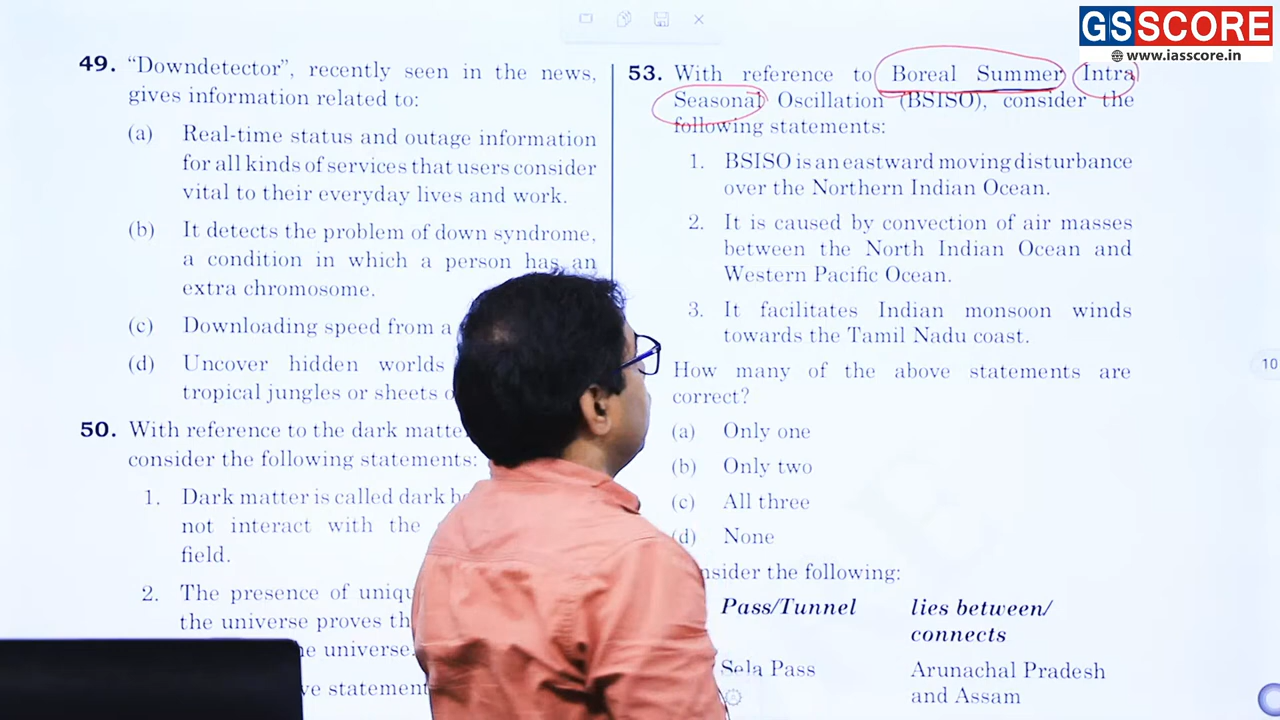 GSSCORE
www.iasscore.in
49. “Downdetector”, recently seen in the news,
gives information related to:
(a) Real-time status and outage information
for all kinds of services that users consider
vital to their everyday lives and work.
(b) It detects the problem of down syndrome,
a condition in which a person has an
extra chromosome.
(c) Downloading speed from a
(d) Uncover hidden worlds
tropical jungles or sheets
50. With reference to the dark
consider the following statements:
1. Dark matter is called dark
not interact with the
field.
2. The presence of
the universe proves
universe.
statement
53. With reference to Boreal Summer Intra
Seasonal Oscillation (BSISO), consider the
following statements:
1. BSISO is an eastward moving disturbance
over the Northern Indian Ocean.
2. It is caused by convection of air masses
between the North Indian Ocean and
Western Pacific Ocean.
3. It facilitates Indian monsoon winds
towards the Tamil Nadu coast.
How many of the above statements are
correct?
(a) Only one
(b) Only two
(c) All three
(d) None
the following:
Pass/Tunnel lies between/
connects
Sela Pass Arunachal Pradesh
and Assam
10